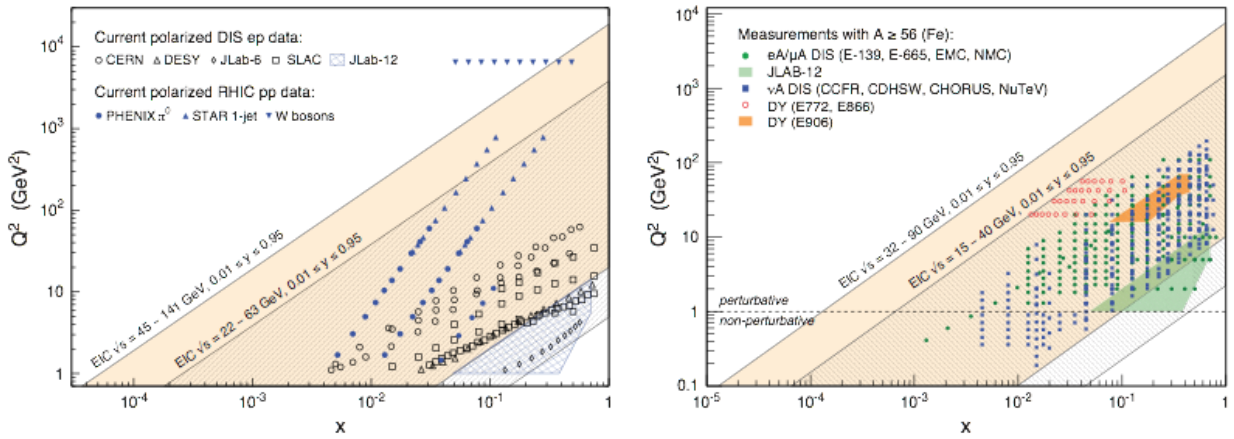 Current polarized DIS ep data:
○ CERN △ DESY ◊ JLab-6 □ SLAC JLab-12
Current polarized RHIC pp data:
● PHENIX π⁰ ▲ STAR 1-jet ▼ W bosons
EIC √s = 45 – 141 GeV, 0.01 ≤ y ≤ 0.95
EIC √s = 22 – 63 GeV, 0.01 ≤ y ≤ 0.95
Q² (GeV²)
10⁴
10³
10²
10
1
10⁻⁴
10⁻³
10⁻²
10⁻¹
1
x
Measurements with A ≥ 56 (Fe):
● eA/μA DIS (E-139, E-665, EMC, NMC)
JLAB-12
■ νA DIS (CCFR, CDHSW, CHORUS, NuTeV)
○ DY (E772, E866)
DY (E906)
EIC √s = 32 – 90 GeV, 0.01 ≤ y ≤ 0.95
EIC √s = 15 – 40 GeV, 0.01 ≤ y ≤ 0.95
perturbative
non-perturbative
Q² (GeV²)
10⁴
10³
10²
10
1
0.1
10⁻⁵
10⁻⁴
10⁻³
10⁻²
10⁻¹
1
x